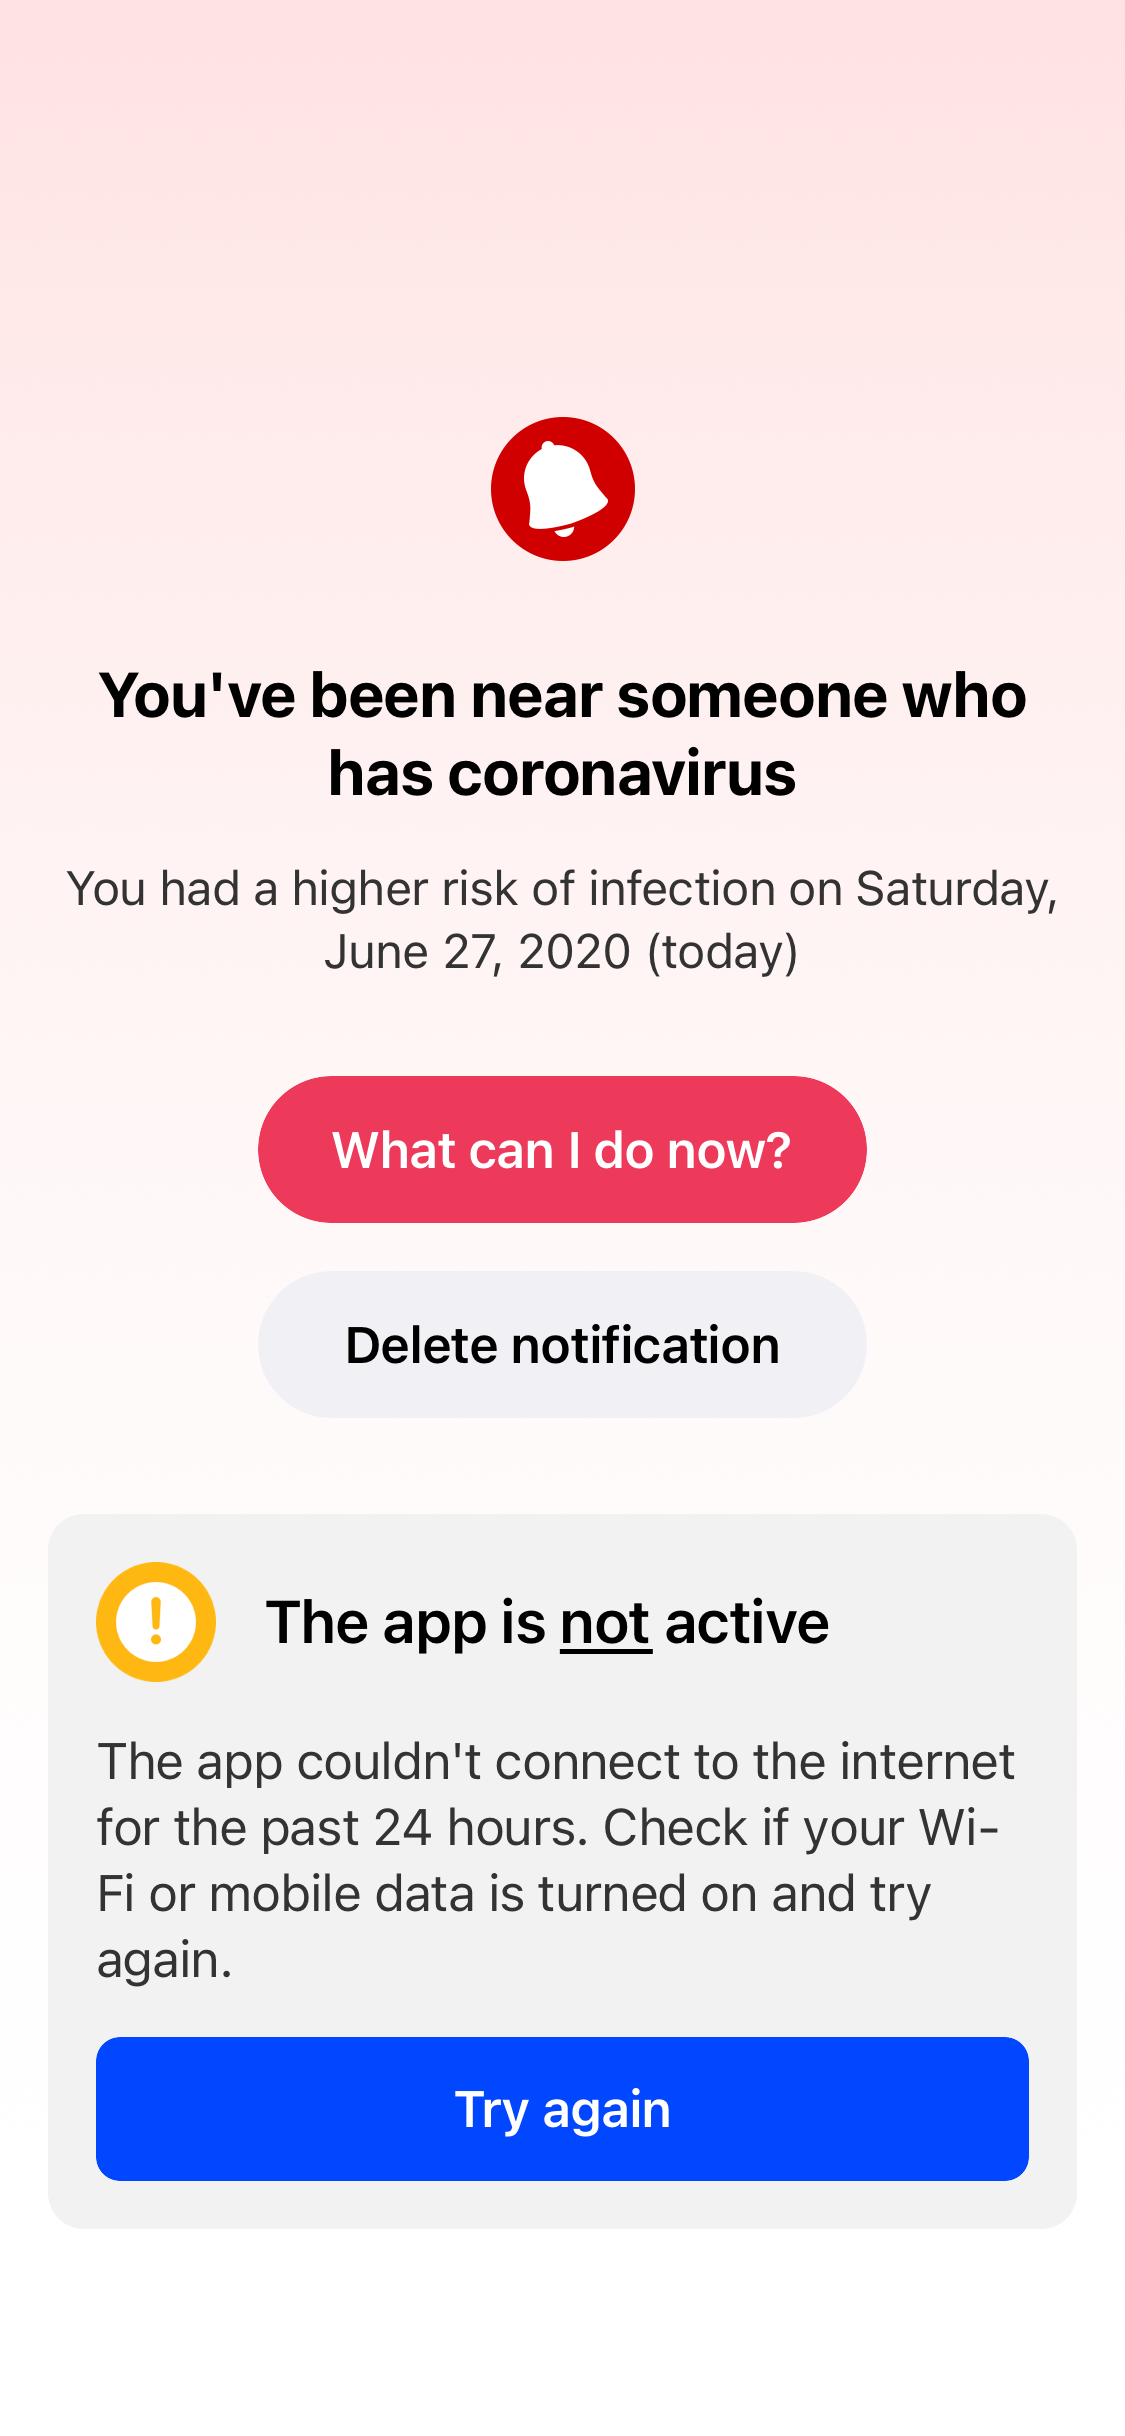 You've been near someone who
has coronavirus
You had a higher risk of infection on Saturday,
June 27, 2020 (today)
What can I do now?
Delete notification
The app is not active
The app couldn't connect to the internet
for the past 24 hours. Check if your Wi-
Fi or mobile data is turned on and try
again.
Try again